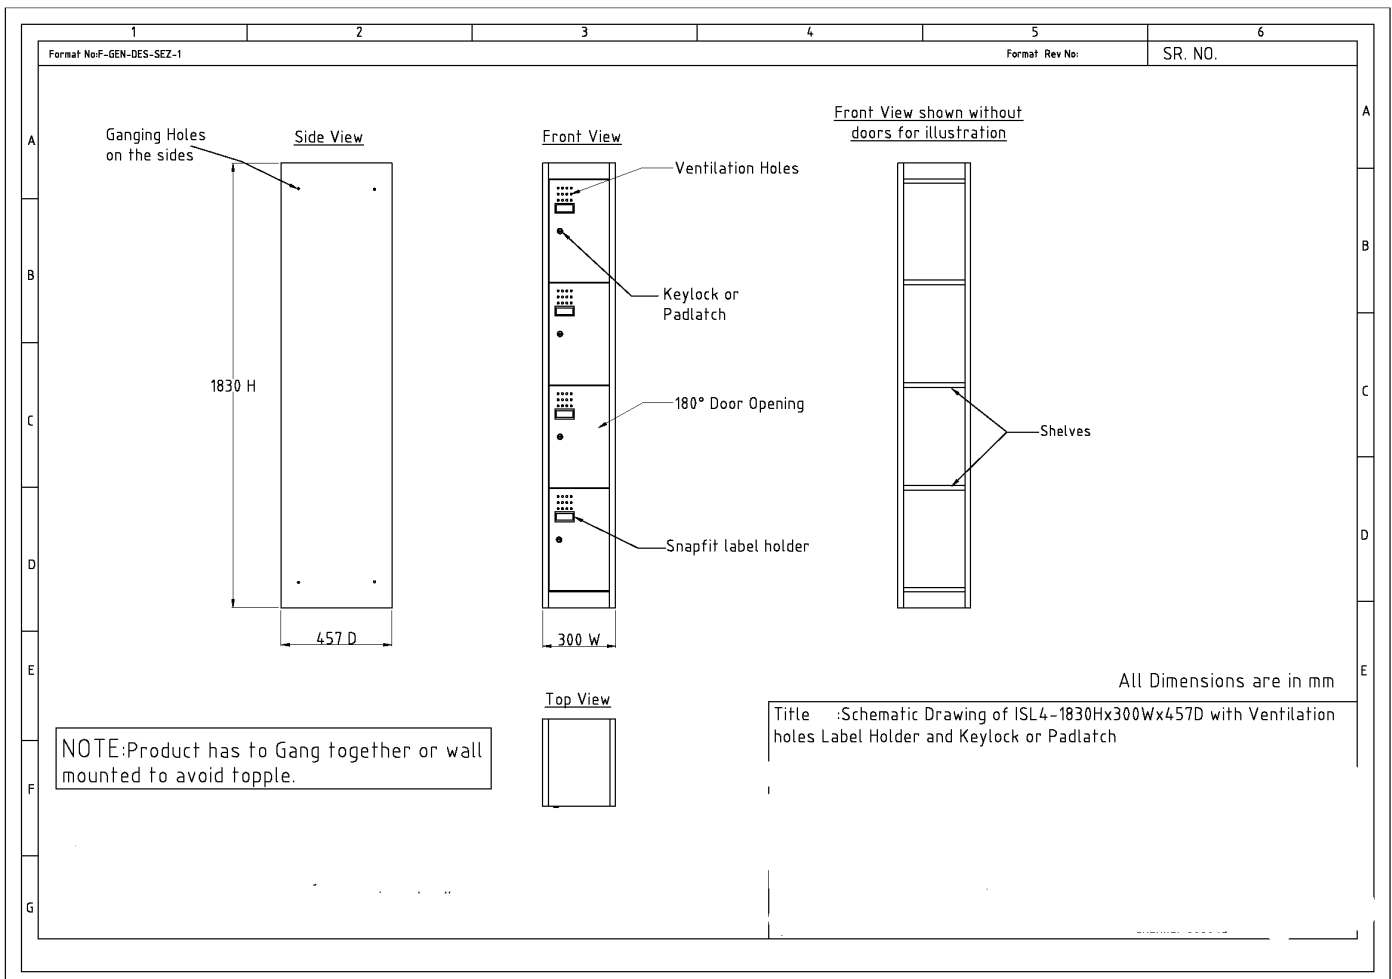 1 2 3 4 5 6
Format No:F-GEN-DES-SEZ-1
Format Rev No:
SR. NO.
A
A
B
B
C
C
D
D
E
E
F
G
Ganging Holes
on the sides
Side View
1830 H
457 D
Front View
Ventilation Holes
Keylock or
Padlatch
180° Door Opening
Snapfit label holder
300 W
Front View shown without
doors for illustration
Shelves
Top View
All Dimensions are in mm
NOTE:Product has to Gang together or wall
mounted to avoid topple.
Title :Schematic Drawing of ISL4-1830Hx300Wx457D with Ventilation
holes Label Holder and Keylock or Padlatch